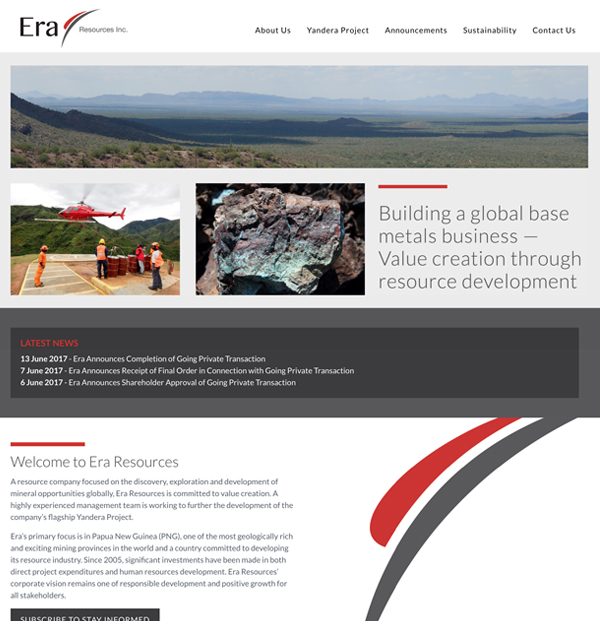 Era Resources Inc.
About Us Yandera Project Announcements Sustainability Contact Us
Building a global base
metals business —
Value creation through
resource development
LATEST NEWS
13 June 2017 - Era Announces Completion of Going Private Transaction
7 June 2017 - Era Announces Receipt of Final Order in Connection with Going Private Transaction
6 June 2017 - Era Announces Shareholder Approval of Going Private Transaction
Welcome to Era Resources
A resource company focused on the discovery, exploration and development of
mineral opportunities globally, Era Resources is committed to value creation. A
highly experienced management team is working to further the development of the
company's flagship Yandera Project.
Era's primary focus is in Papua New Guinea (PNG), one of the most geologically rich
and exciting mining provinces in the world and a country committed to developing
its resource industry. Since 2005, significant investments have been made in both
direct project expenditures and human resources development. Era Resources'
corporate vision remains one of responsible development and positive growth for
all stakeholders.
SUBSCRIBE TO STAY INFORMED